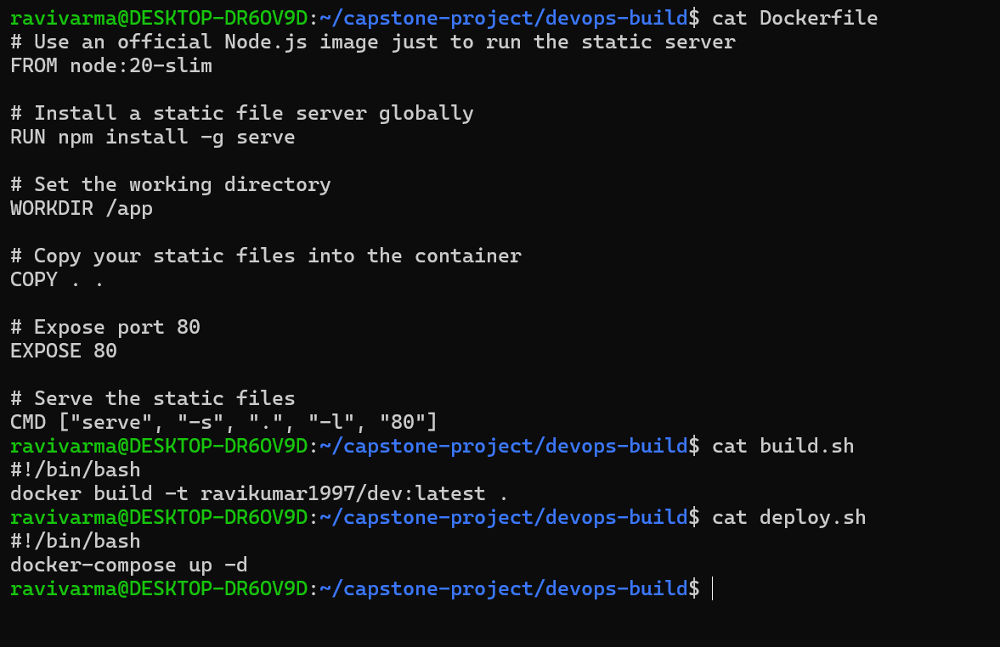 ravivarma@DESKTOP-DR6OV9D:~/capstone-project/devops-build$ cat Dockerfile
# Use an official Node.js image just to run the static server
FROM node:20-slim
# Install a static file server globally
RUN npm install -g serve
# Set the working directory
WORKDIR /app
# Copy your static files into the container
COPY . .
# Expose port 80
EXPOSE 80
# Serve the static files
CMD ["serve", "-s", ".", "-l", "80"]
ravivarma@DESKTOP-DR6OV9D:~/capstone-project/devops-build$ cat build.sh
#!/bin/bash
docker build -t ravikumar1997/dev:latest .
ravivarma@DESKTOP-DR6OV9D:~/capstone-project/devops-build$ cat deploy.sh
#!/bin/bash
docker-compose up -d
ravivarma@DESKTOP-DR6OV9D:~/capstone-project/devops-build$